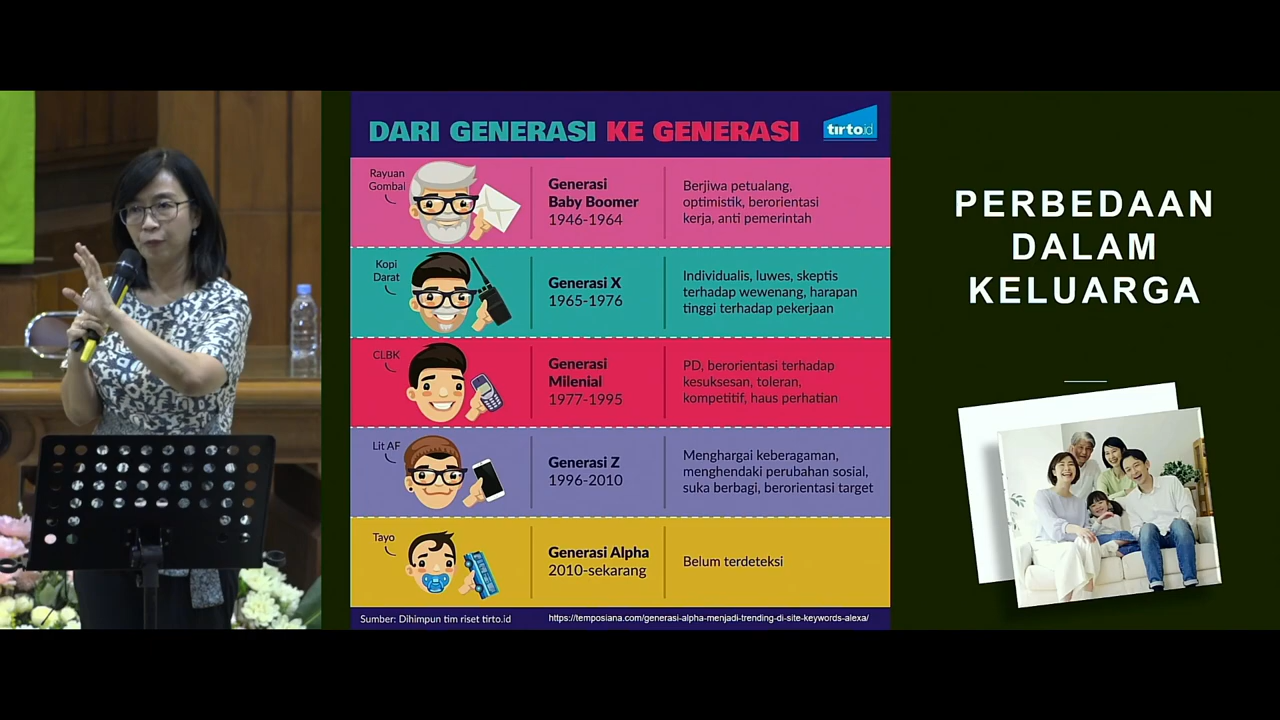 DARI GENERASI KE GENERASI
tirto.id
Rayuan
Gombal
Generasi
Baby Boomer
1946-1964
Berjiwa petualang,
optimistik, berorientasi
kerja, anti pemerintah
Kopi
Darat
Generasi X
1965-1976
Individualis, luwes, skeptis
terhadap wewenang, harapan
tinggi terhadap pekerjaan
CLBK
Generasi
Milenial
1977-1995
PD, berorientasi terhadap
kesuksesan, toleran,
kompetitif, haus perhatian
Lit AF
Generasi Z
1996-2010
Menghargai keberagaman,
menghendaki perubahan sosial,
suka berbagi, berorientasi target
Tayo
Generasi Alpha
2010-sekarang
Belum terdeteksi
Sumber: Dihimpun tim riset tirto.id
https://temposiana.com/generasi-alpha-menjadi-trending-di-site-keywords-alexa/
PERBEDAAN
DALAM
KELUARGA